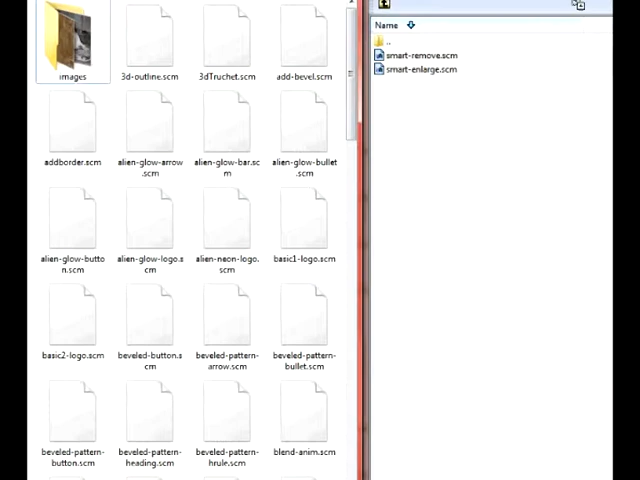 images
3d-outline.scm
3dTruchet.scm
add-bevel.scm
addborder.scm
alien-glow-arrow
.scm
alien-glow-bar.sc
m
alien-glow-bullet
.scm
alien-glow-butto
n.scm
alien-glow-logo.s
cm
alien-neon-logo.
scm
basic1-logo.scm
basic2-logo.scm
beveled-button.s
cm
beveled-pattern-
arrow.scm
beveled-pattern-
bullet.scm
beveled-pattern-
button.scm
beveled-pattern-
heading.scm
beveled-pattern-
hrule.scm
blend-anim.scm
Name
..
smart-remove.scm
smart-enlarge.scm